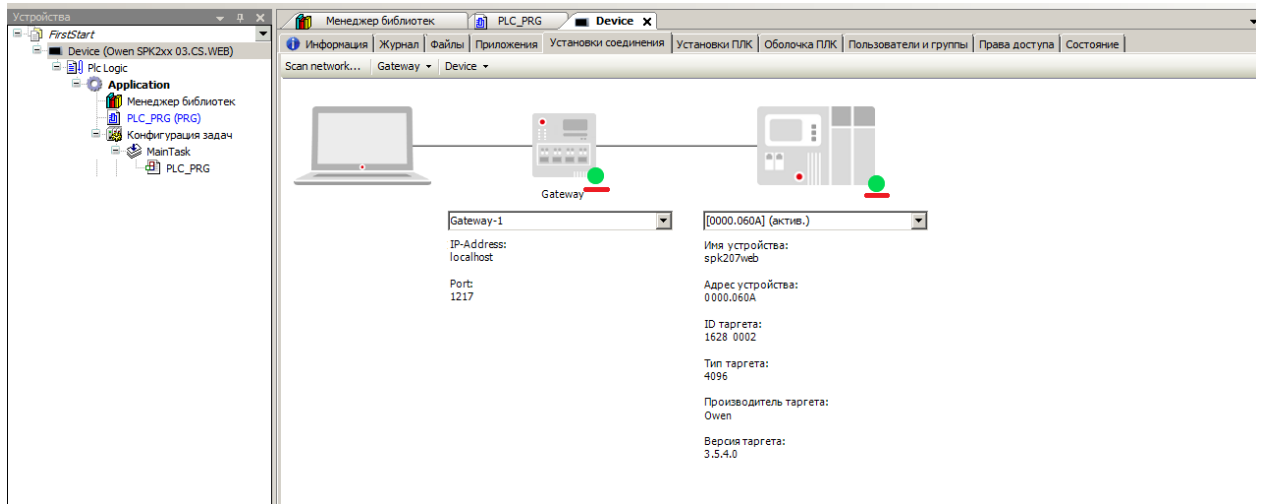 Устройства
FirstStart
Device (Owen SPK2xx 03.CS.WEB)
Plc Logic
Application
Менеджер библиотек
PLC_PRG (PRG)
Конфигурация задач
MainTask
PLC_PRG
Менеджер библиотек PLC_PRG Device
Информация Журнал Файлы Приложения Установки соединения Установки ПЛК Оболочка ПЛК Пользователи и группы Права доступа Состояние
Scan network... Gateway Device
Gateway
Gateway-1
IP-Address:
localhost
Port:
1217
[0000.060A] (актив.)
Имя устройства:
spk207web
Адрес устройства:
0000.060A
ID таргета:
1628 0002
Тип таргета:
4096
Производитель таргета:
Owen
Версия таргета:
3.5.4.0